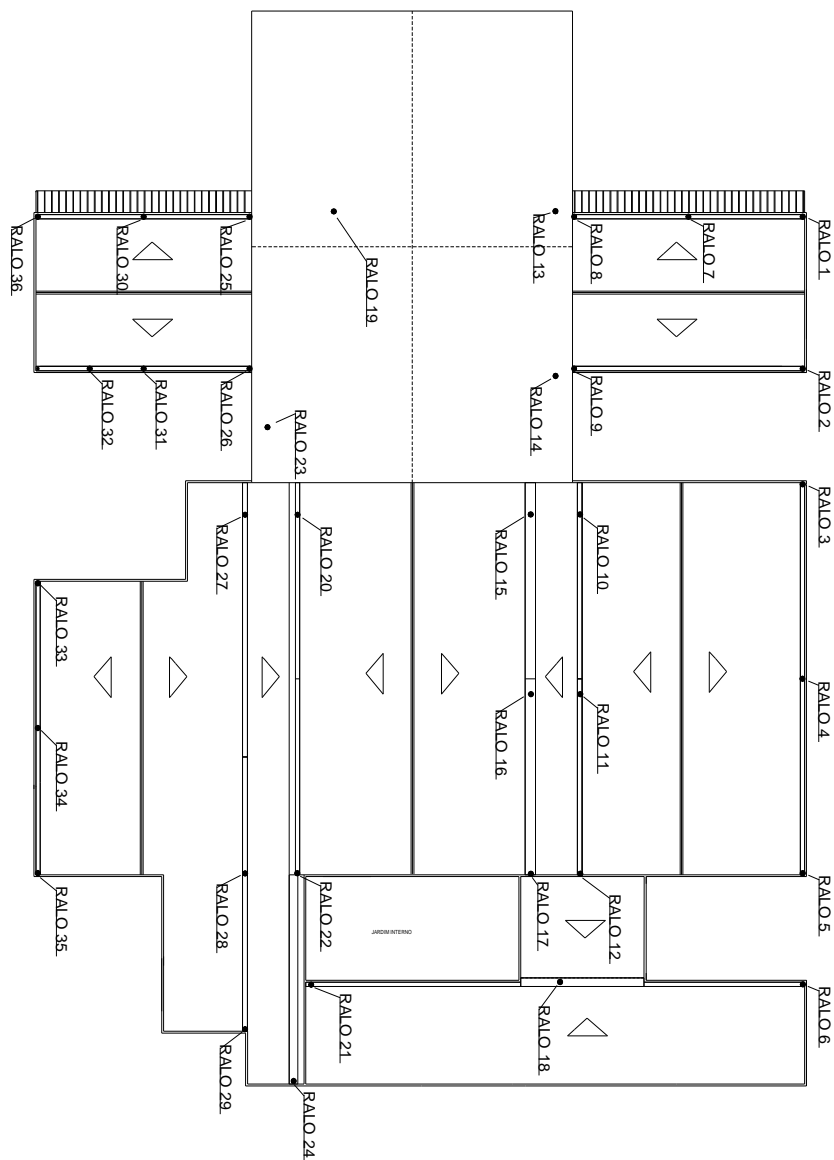 RALO 1
RALO 2
RALO 3
RALO 4
RALO 5
RALO 6
RALO 7
RALO 8
RALO 9
RALO 10
RALO 11
RALO 12
RALO 13
RALO 14
RALO 15
RALO 16
RALO 17
RALO 18
RALO 19
RALO 20
RALO 21
RALO 22
RALO 23
RALO 24
RALO 25
RALO 26
RALO 27
RALO 28
RALO 29
RALO 30
RALO 31
RALO 32
RALO 33
RALO 34
RALO 35
RALO 36
JARDIM INTERNO